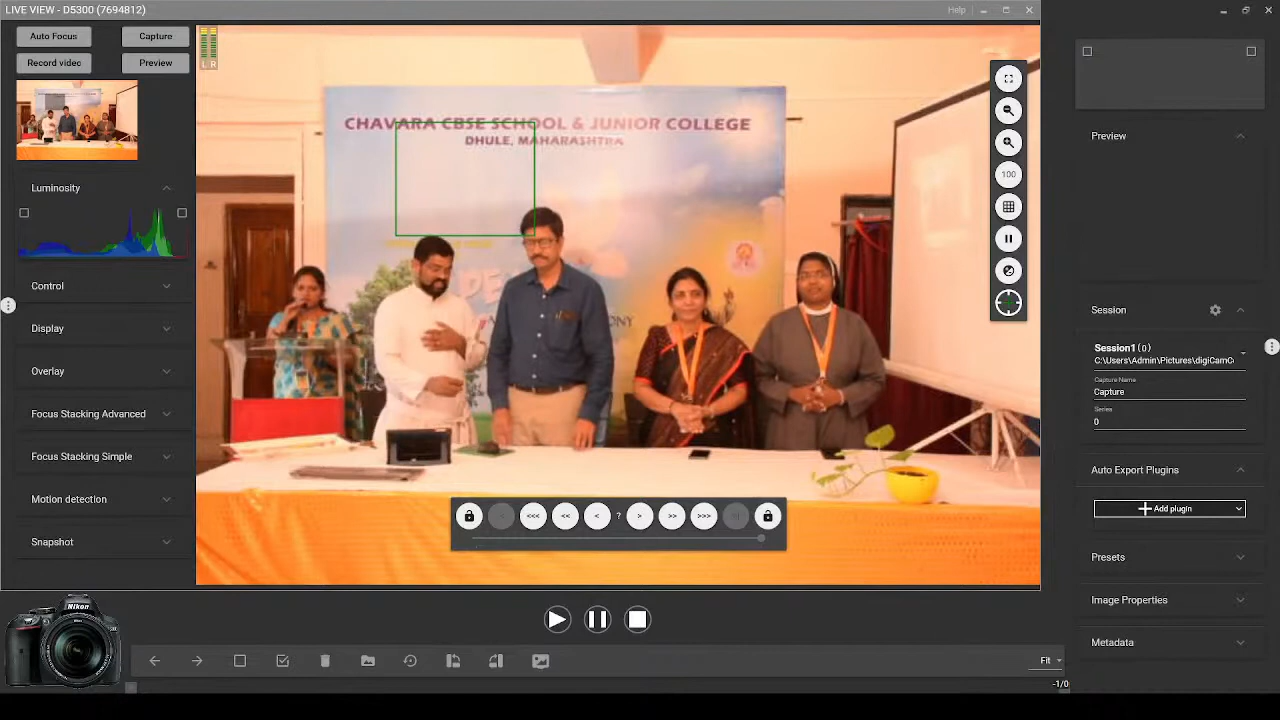 LIVE VIEW - D5300 (7694812)
Help
Auto Focus
Capture
Record video
Preview
L R
Luminosity
Control
Display
Overlay
Focus Stacking Advanced
Focus Stacking Simple
Motion detection
Snapshot
CHAVARA CBSE SCHOOL & JUNIOR COLLEGE
DHULE, MAHARASHTRA
100
<<<
<<
<
?
>
>>
>>>
Nikon
Fit
-1/0
Preview
Session
Session1 (0)
C:\Users\Admin\Pictures\digiCamC
Capture Name
Capture
Series
0
Auto Export Plugins
Add plugin
Presets
Image Properties
Metadata